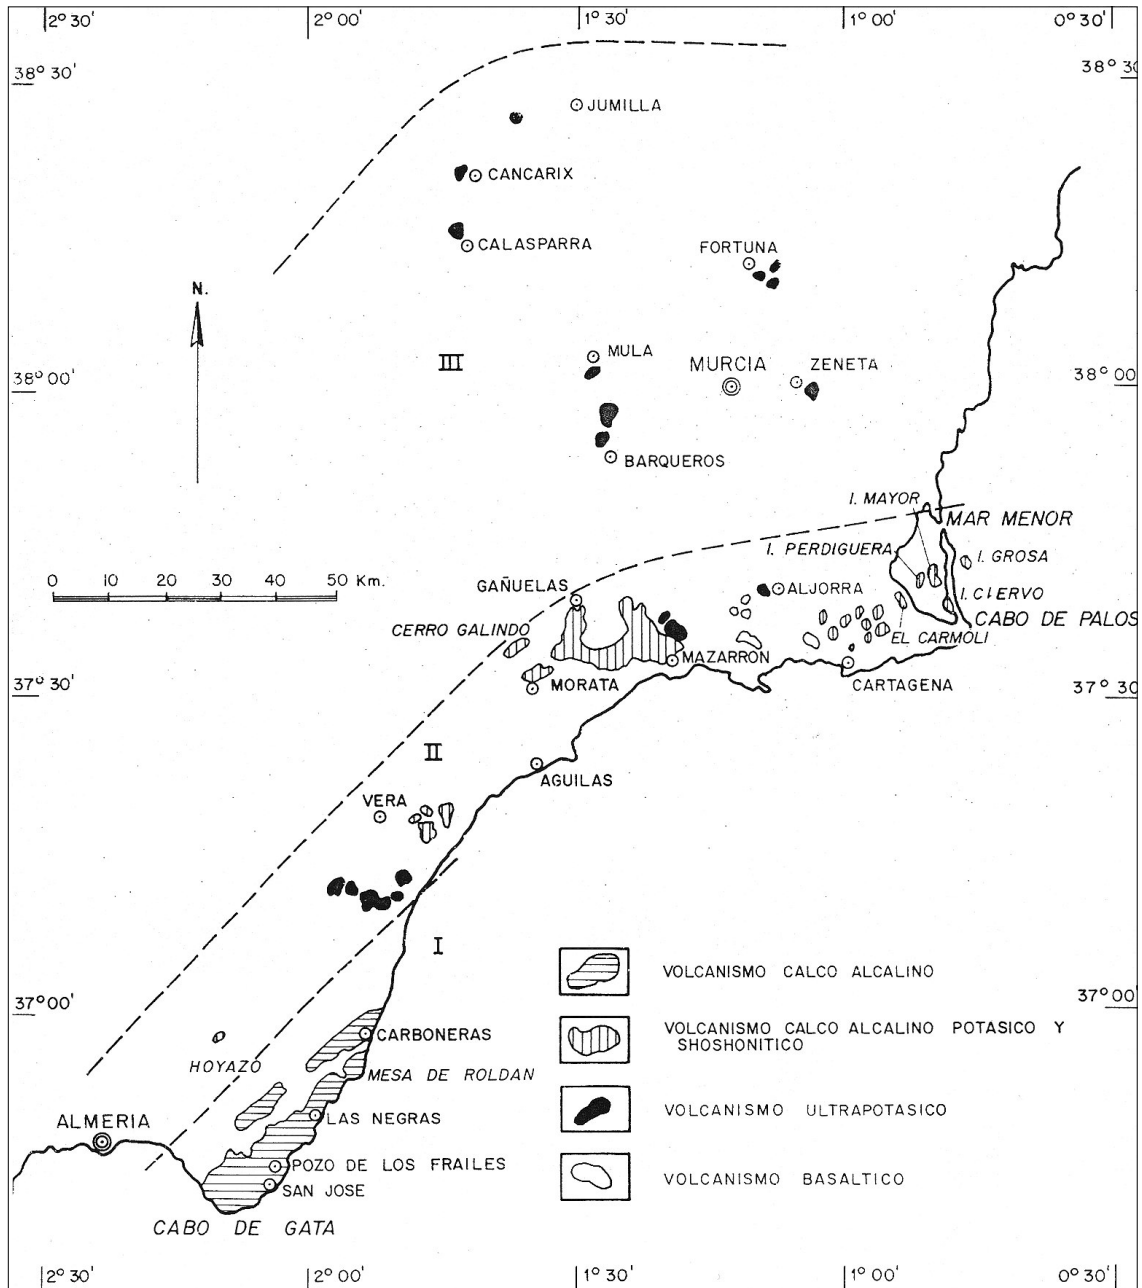 2° 30'
2° 00'
1° 30'
1° 00'
0° 30'
38° 30'
38° 30
JUMILLA
CANCARIX
CALASPARRA
FORTUNA
N.
III
MULA
MURCIA
ZENETA
38° 00'
38° 00
BARQUEROS
I. MAYOR
MAR MENOR
I. PERDIGUERA
I. GROSA
0 10 20 30 40 50 Km.
GAÑUELAS
ALJORRA
I. CIERVO
CERRO GALINDO
CABO DE PALOS
EL CARMOLI
MAZARRON
MORATA
CARTAGENA
37° 30'
37° 30
II
AGUILAS
VERA
I
VOLCANISMO CALCO ALCALINO
37° 00'
37° 00
VOLCANISMO CALCO ALCALINO POTASICO Y
SHOSHONITICO
CARBONERAS
HOYAZO
MESA DE ROLDAN
VOLCANISMO ULTRAPOTASICO
ALMERIA
LAS NEGRAS
POZO DE LOS FRAILES
VOLCANISMO BASALTICO
SAN JOSE
CABO DE GATA
2° 30'
2° 00'
1° 30'
1° 00'
0° 30'